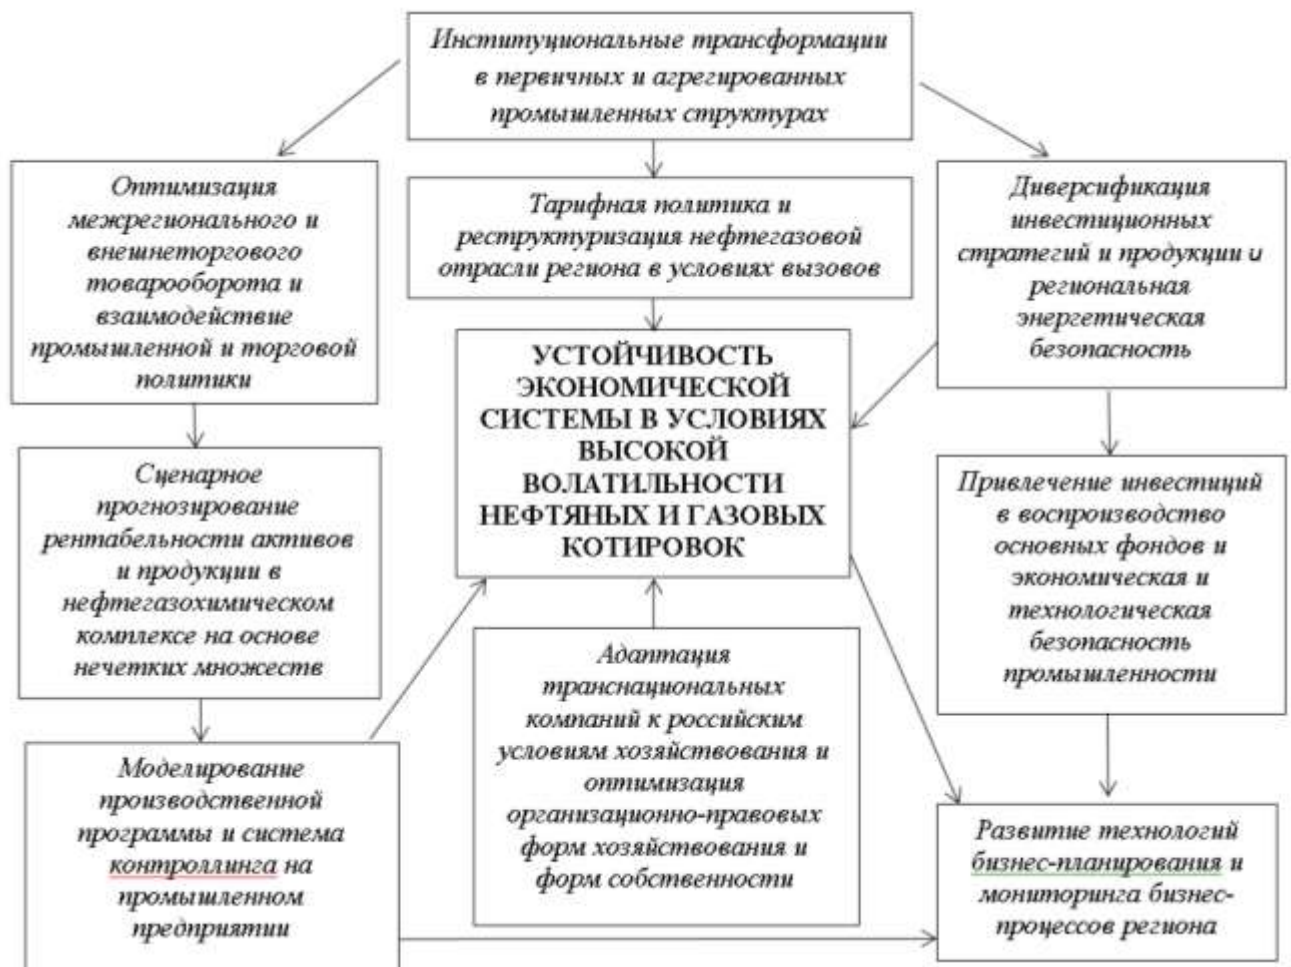 Институциональные трансформации
в первичных и агрегированных
промышленных структурах
Оптимизация
межрегионального и
внешнеторгового
товарооборота и
взаимодействие
промышленной и торговой
политики
Тарифная политика и
реструктуризация нефтегазовой
отрасли региона в условиях вызовов
Диверсификация
инвестиционных
стратегий и продукции и
региональная
энергетическая
безопасность
УСТОЙЧИВОСТЬ
ЭКОНОМИЧЕСКОЙ
СИСТЕМЫ В УСЛОВИЯХ
ВЫСОКОЙ
ВОЛАТИЛЬНОСТИ
НЕФТЯНЫХ И ГАЗОВЫХ
КОТИРОВОК
Сценарное
прогнозирование
рентабельности активов
и продукции в
нефтегазохимическом
комплексе на основе
нечетких множеств
Привлечение инвестиций
в воспроизводство
основных фондов и
экономическая и
технологическая
безопасность
промышленности
Адаптация
транснациональных
компаний к российским
условиям хозяйствования и
оптимизация
организационно-правовых
форм хозяйствования и
форм собственности
Моделирование
производственной
программы и система
контроллинга на
промышленном
предприятии
Развитие технологий
бизнес-планирования и
мониторинга бизнес-
процессов региона